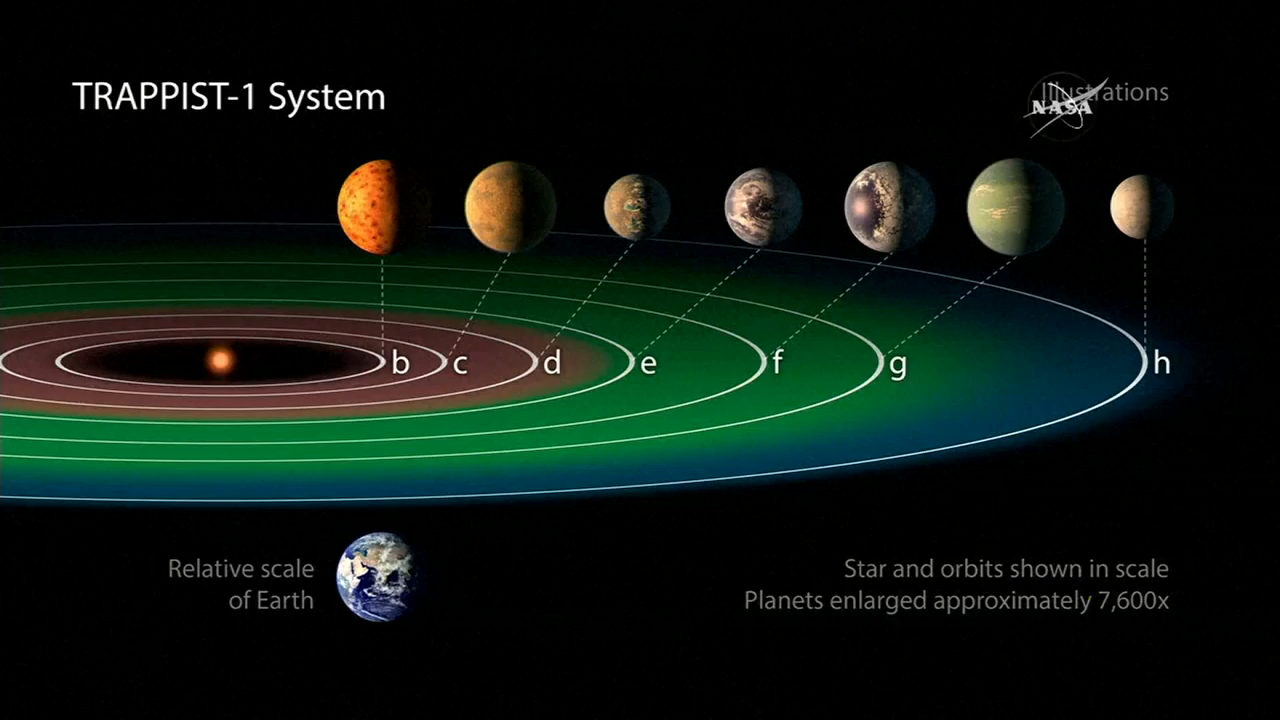 TRAPPIST-1 System
Illustrations
NASA
b
c
d
e
f
g
h
Relative scale
of Earth
Star and orbits shown in scale
Planets enlarged approximately 7,600x